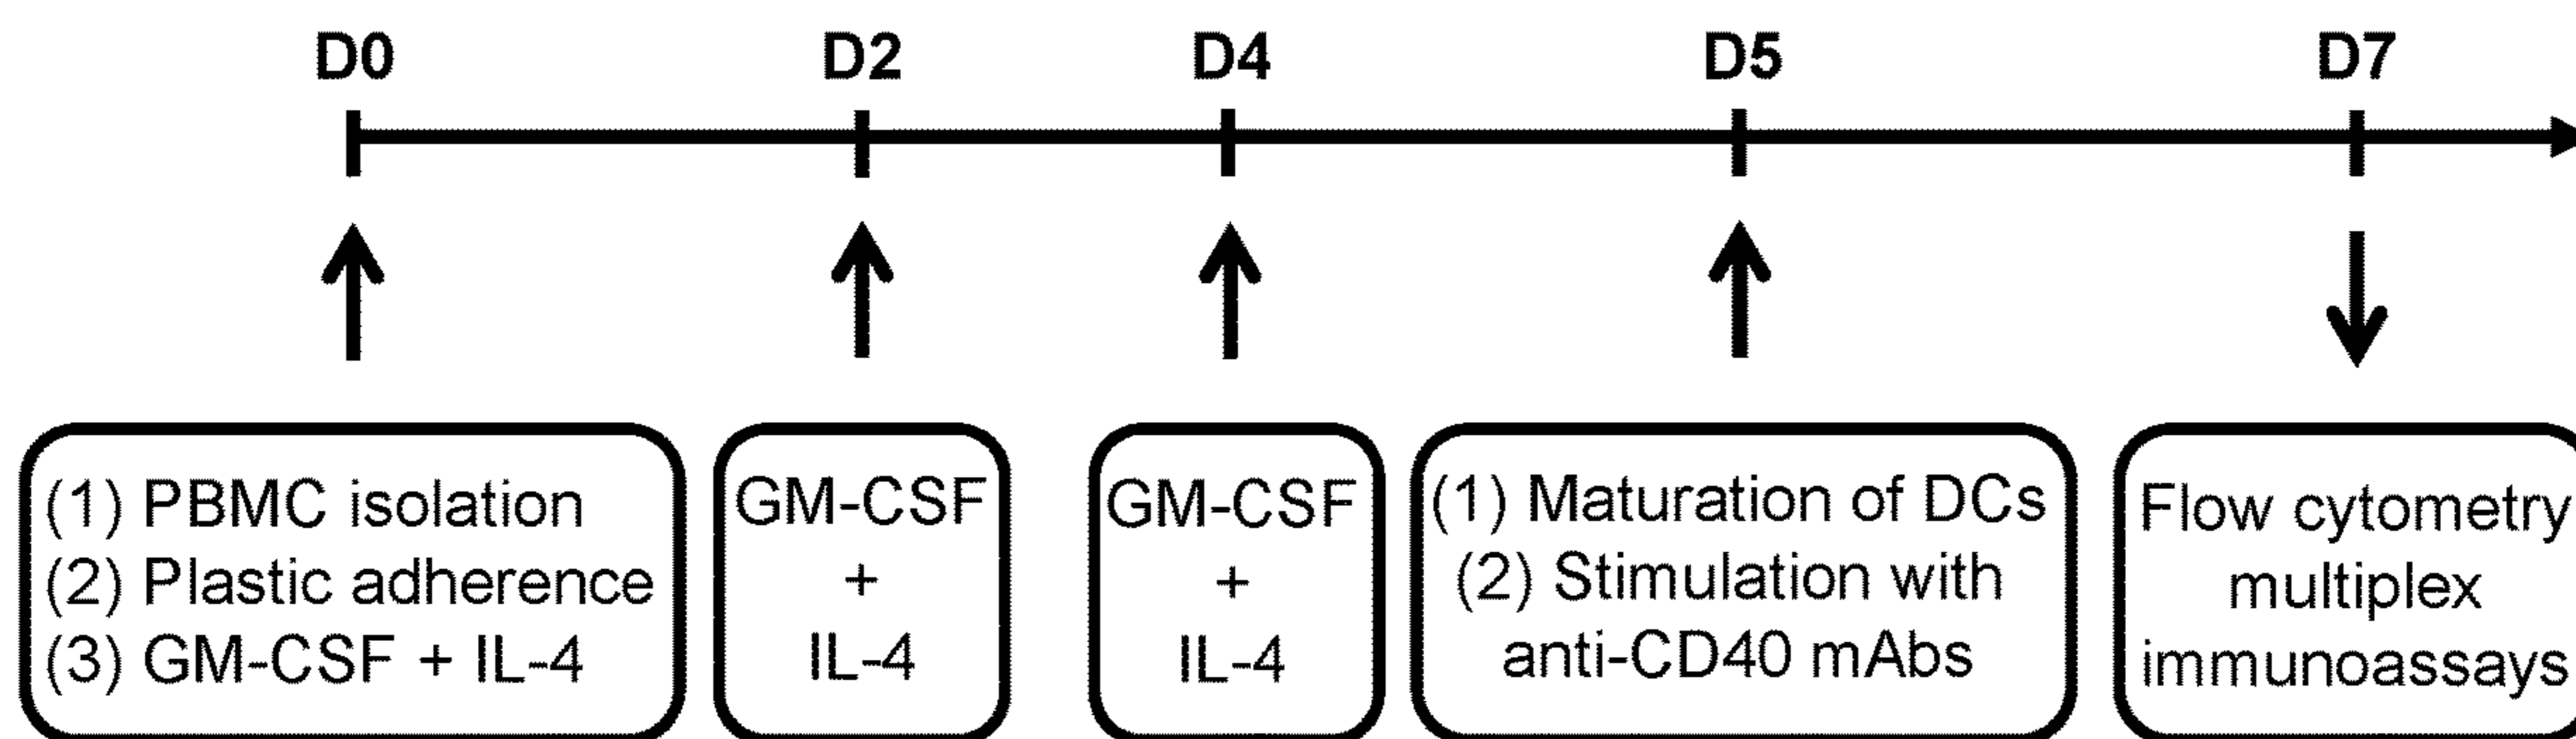 D0 D2 D4 D5 D7
(1) PBMC isolation
(2) Plastic adherence
(3) GM-CSF + IL-4
GM-CSF
+
IL-4
GM-CSF
+
IL-4
(1) Maturation of DCs
(2) Stimulation with
anti-CD40 mAbs
Flow cytometry
multiplex
immunoassays